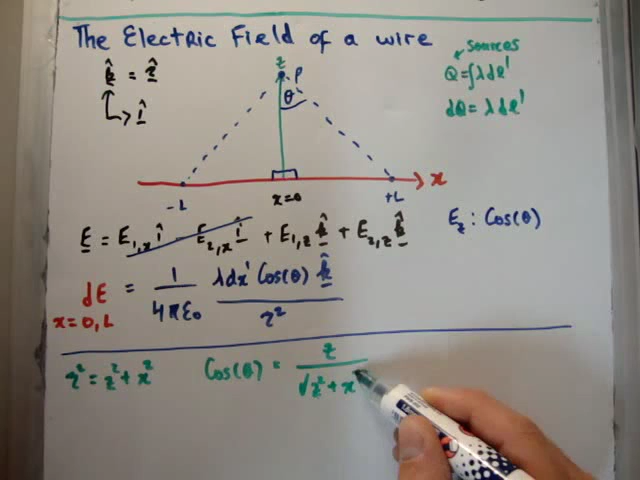 The Electric Field of a wire
sources
k̂ = ẑ
î
z
P
θ
Q = ∫λdl'
dQ = λdl'
x
-L
x=0
+L
E = E₁,ₓ î - E₂,ₓ î + E₁,z k̂ + E₂,z k̂
Ez : Cos(θ)
dE = 1/4πε₀ λdx' Cos(θ) k̂ / r²
x=0,L
r² = z² + x²
Cos(θ) = z / √z² + x